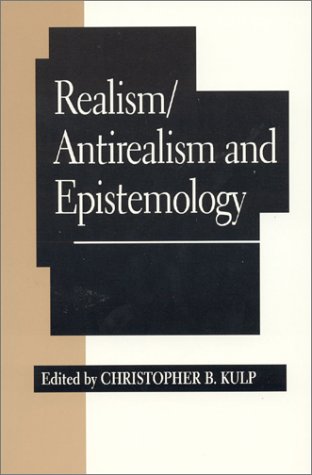 Realism/
Antirealism and
Epistemology
Edited by CHRISTOPHER B. KULP